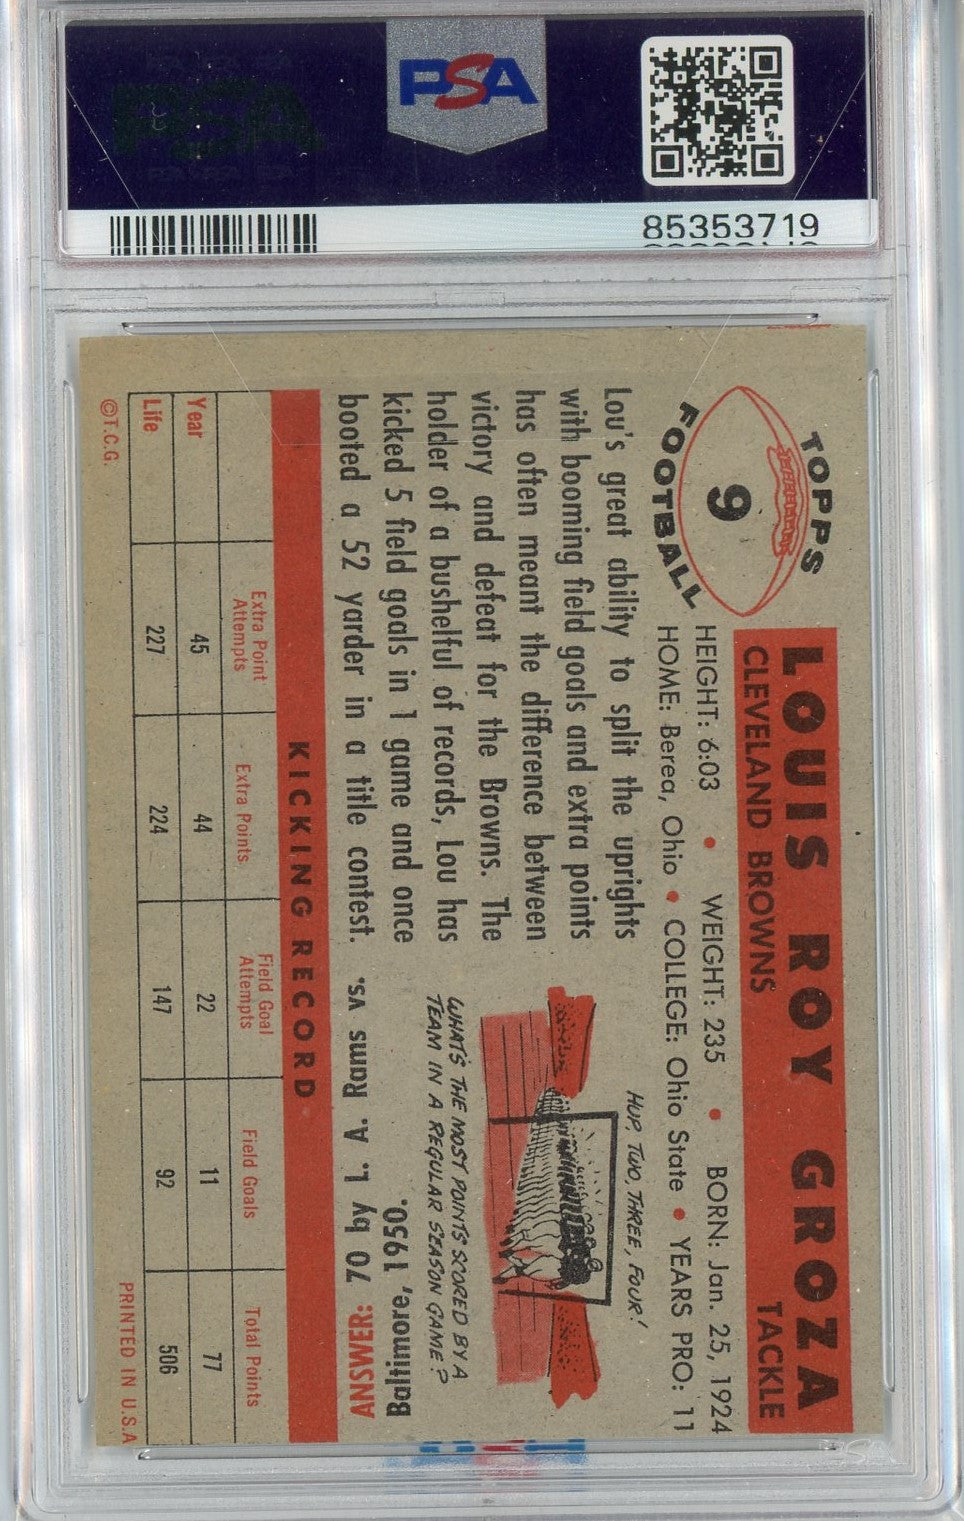 PSA
85353719
TOPPS
9
FOOTBALL
LOUIS ROY GROZA
CLEVELAND BROWNS TACKLE
HEIGHT: 6:03 • WEIGHT: 235 • BORN: Jan. 25, 1924
HOME: Berea, Ohio • COLLEGE: Ohio State • YEARS PRO: 11
Lou's great ability to split the uprights
with booming field goals and extra points
has often meant the difference between
victory and defeat for the Browns. The
holder of a bushelful of records, Lou has
kicked 5 field goals in 1 game and once
booted a 52 yarder in a title contest.
HUP, TWO, THREE, FOUR!
WHAT'S THE MOST POINTS SCORED BY A
TEAM IN A REGULAR SEASON GAME?
ANSWER: 70 by L. A. Rams vs.
Baltimore, 1950.
KICKING RECORD
Extra Point Attempts Extra Points Field Goal Attempts Field Goals Total Points
Year 45 44 22 11 77
Life 227 224 147 92 506
©T.C.G. PRINTED IN U.S.A